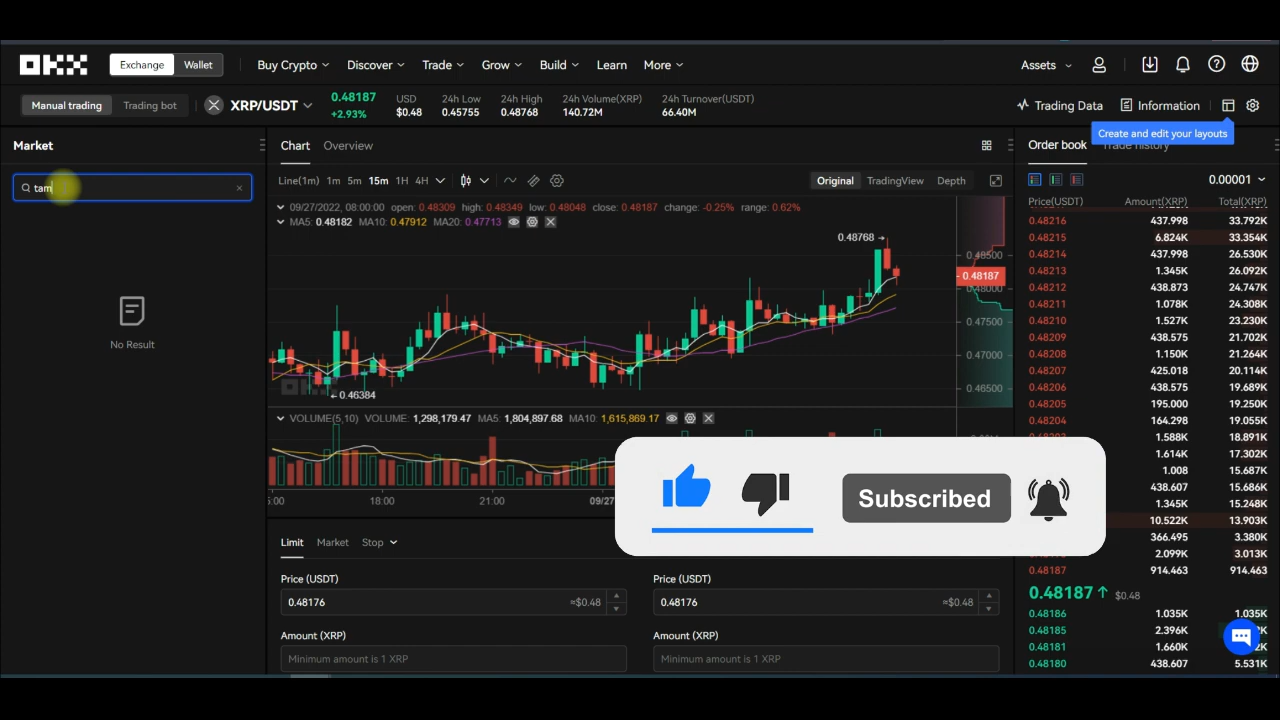 OKX Exchange Wallet Buy Crypto Discover Trade Grow Build Learn More Assets
Manual trading Trading bot XRP/USDT 0.48187 +2.93% USD $0.48 24h Low 0.45755 24h High 0.48768 24h Volume(XRP) 140.72M 24h Turnover(USDT) 66.40M Trading Data Information
Create and edit your layouts
Market
tam
No Result
Chart Overview
Line(1m) 1m 5m 15m 1H 4H Original TradingView Depth
09/27/2022, 08:00:00 open: 0.48309 high: 0.48349 low: 0.48048 close: 0.48187 change: -0.25% range: 0.62%
MA5: 0.48182 MA10: 0.47912 MA20: 0.47713
0.48768
0.48500
0.48187
0.48000
0.47500
0.47000
0.46500
0.46384
OKX
VOLUME(5,10) VOLUME: 1,298,179.47 MA5: 1,804,897.68 MA10: 1,615,869.17
:00 18:00 21:00 09/27
Subscribed
Limit Market Stop
Price (USDT)
0.48176 ≈$0.48
Amount (XRP)
Minimum amount is 1 XRP
Price (USDT)
0.48176 ≈$0.48
Amount (XRP)
Minimum amount is 1 XRP
Order book Trade history
0.00001
Price(USDT) Amount(XRP) Total(XRP)
0.48216 437.998 33.792K
0.48215 6.824K 33.354K
0.48214 437.998 26.530K
0.48213 1.345K 26.092K
0.48212 438.873 24.747K
0.48211 1.078K 24.308K
0.48210 1.527K 23.230K
0.48209 438.575 21.702K
0.48208 1.150K 21.264K
0.48207 425.018 20.114K
0.48206 438.575 19.689K
0.48205 195.000 19.250K
0.48204 164.298 19.055K
1.588K 18.891K
1.614K 17.302K
1.008 15.687K
438.607 15.686K
1.345K 15.248K
10.522K 13.903K
366.495 3.380K
2.099K 3.013K
0.48187 914.463 914.463
0.48187 $0.48
0.48186 1.035K 1.035K
0.48185 2.396K
0.48181 1.660K
0.48180 438.607 5.531K